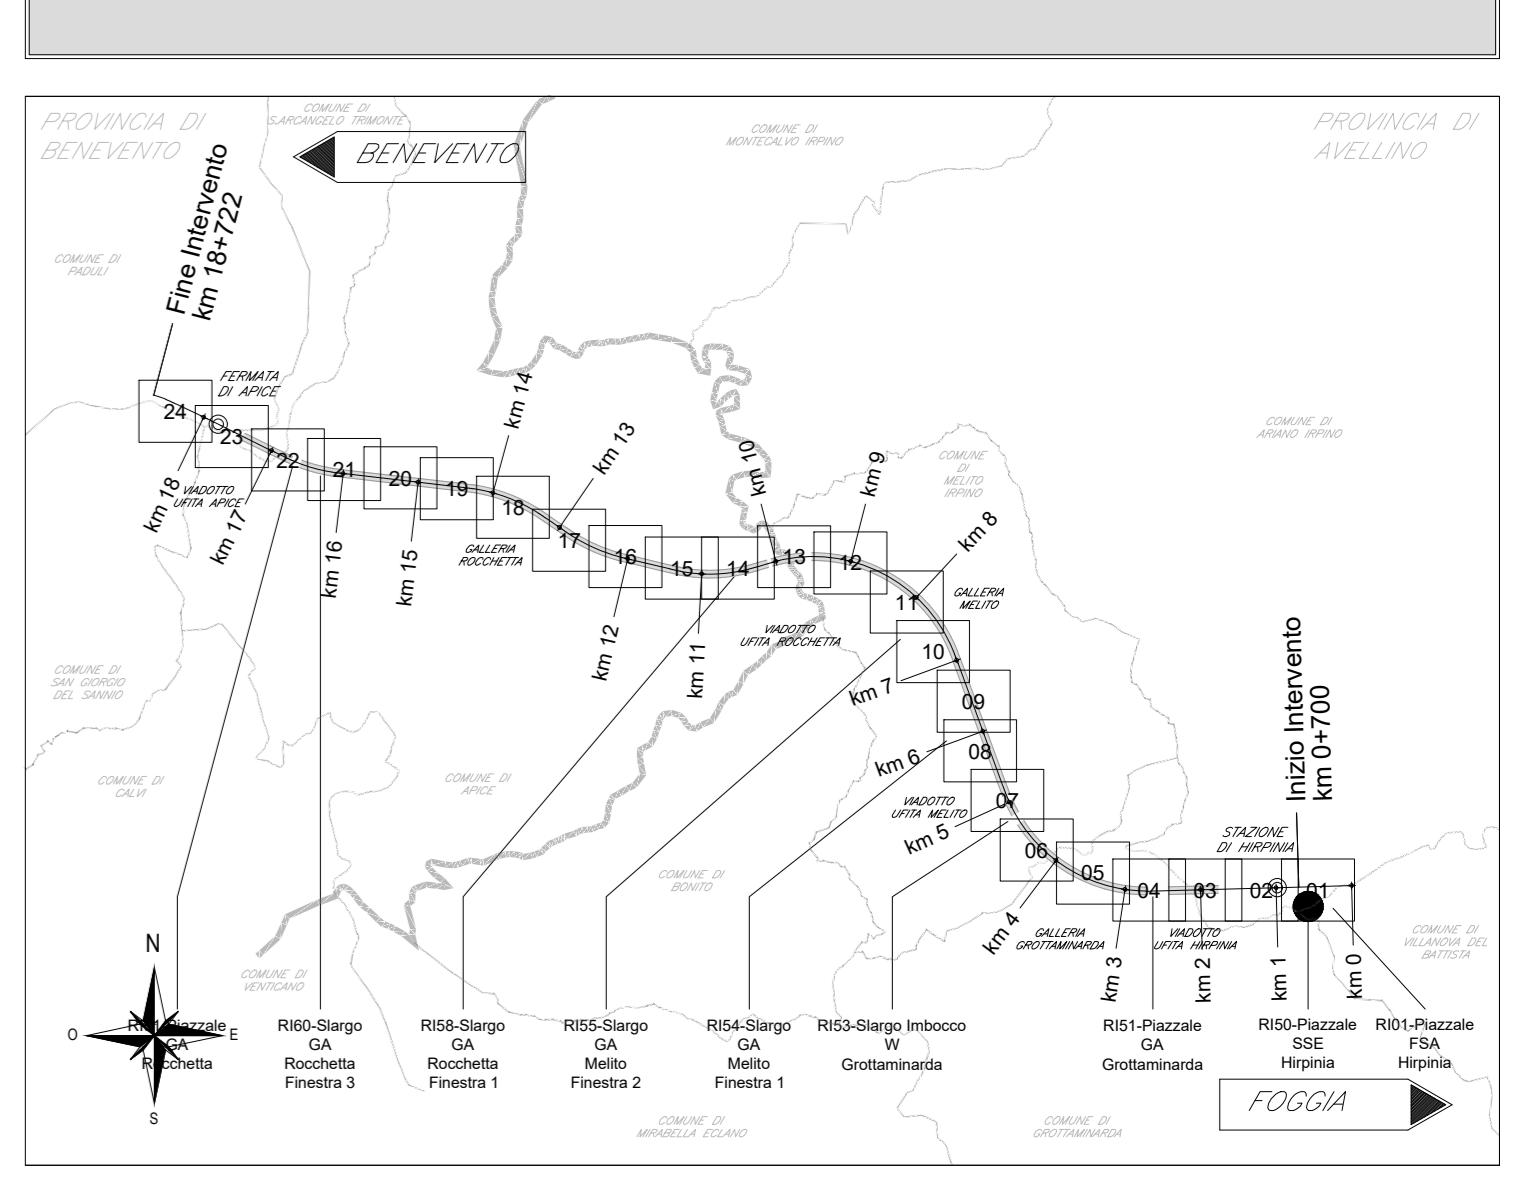 PROVINCIA DI
BENEVENTO
COMUNE DI
S.ARCANGELO TRIMONTE
BENEVENTO
COMUNE DI
MONTECALVO IRPINO
PROVINCIA DI
AVELLINO
Fine Intervento
km 18+722
COMUNE DI
PADULI
FERMATA
DI APICE
24
23
22
21
20
19
18
17
16
15
14
13
12
11
10
09
08
07
06
05
04
03
02
01
km 18
VIADOTTO
UFITA APICE
km 17
km 16
km 15
km 14
km 13
GALLERIA
ROCCHETTA
km 12
km 11
km 10
km 9
km 8
COMUNE
DI
MELITO
IRPINO
COMUNE DI
ARIANO IRPINO
GALLERIA
MELITO
VIADOTTO
UFITA ROCCHETTA
km 7
km 6
VIADOTTO
UFITA MELITO
km 5
km 4
Inizio Intervento
km 0+700
STAZIONE
DI HIRPINIA
GALLERIA
GROTTAMINARDA
VIADOTTO
UFITA HIRPINIA
km 3
km 2
km 1
km 0
COMUNE DI
SAN GIORGIO
DEL SANNIO
COMUNE DI
CALVI
COMUNE DI
APICE
COMUNE DI
BONITO
COMUNE DI
VILLANOVA DEL
BATTISTA
COMUNE DI
VENTICANO
N
O
E
S
Piazzale
GA
Rocchetta
RI60-Slargo
GA
Rocchetta
Finestra 3
RI58-Slargo
GA
Rocchetta
Finestra 1
RI55-Slargo
GA
Melito
Finestra 2
RI54-Slargo
GA
Melito
Finestra 1
RI53-Slargo Imbocco
W
Grottaminarda
RI51-Piazzale
GA
Grottaminarda
RI50-Piazzale
SSE
Hirpinia
RI01-Piazzale
FSA
Hirpinia
FOGGIA
COMUNE DI
MIRABELLA ECLANO
COMUNE DI
GROTTAMINARDA